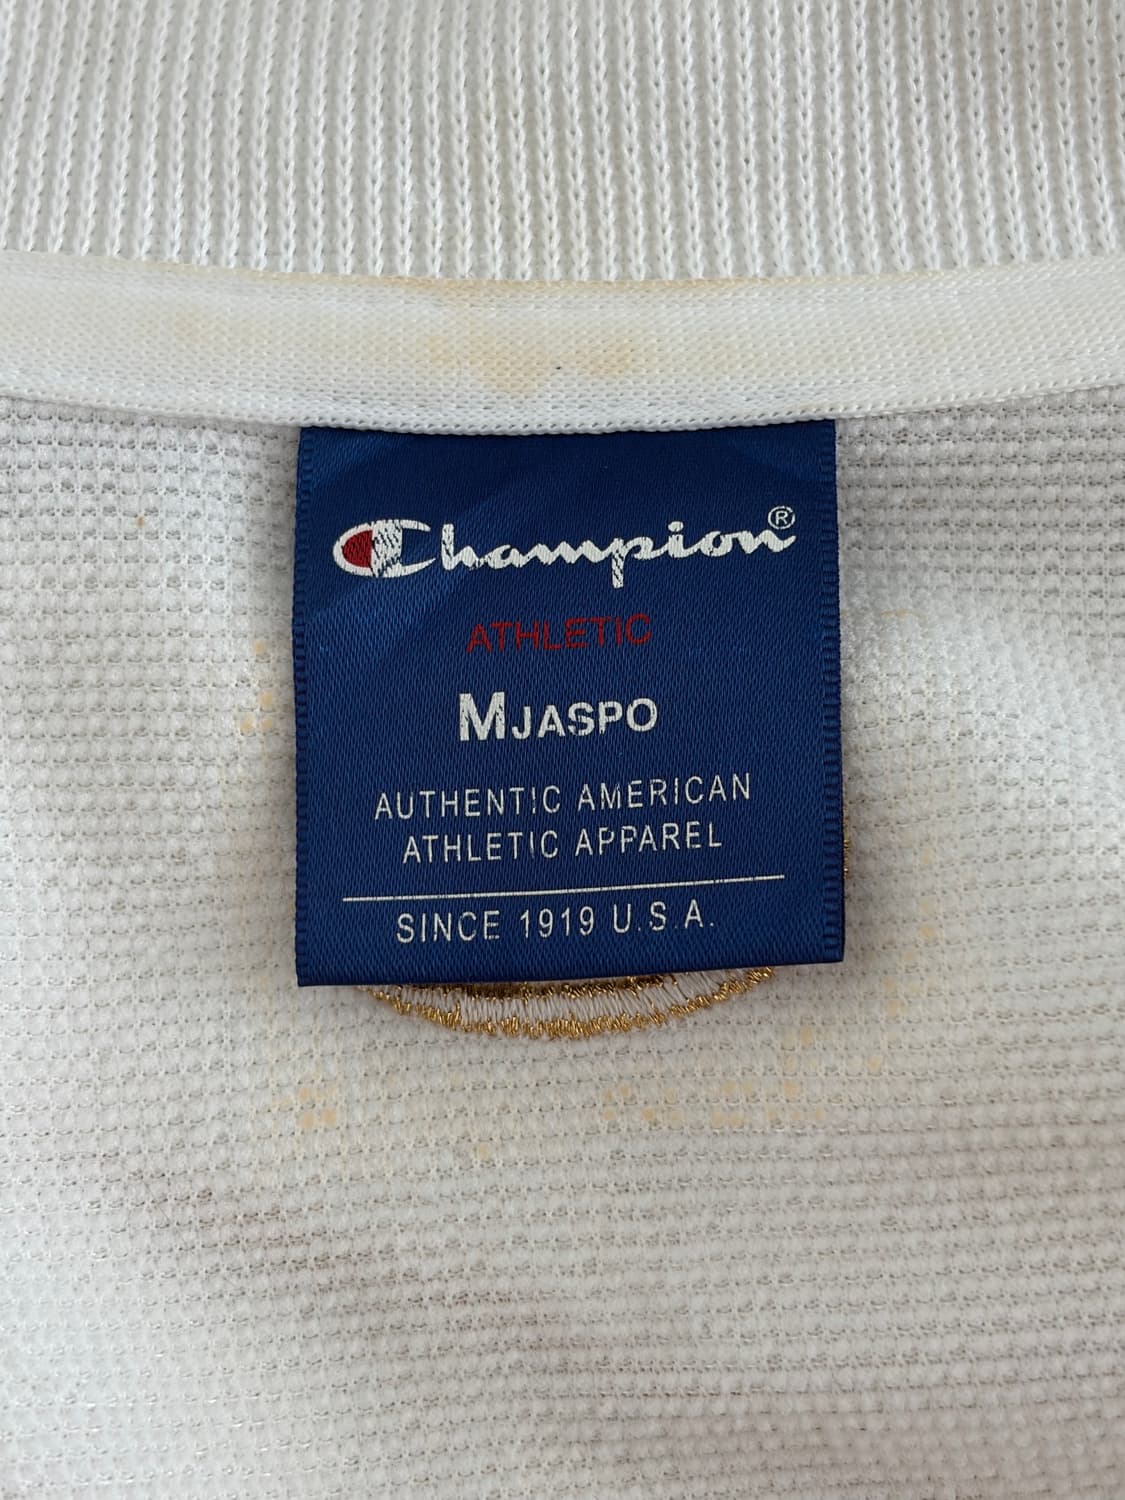 Champion®
ATHLETIC
MJASPO
AUTHENTIC AMERICAN
ATHLETIC APPAREL
SINCE 1919 U.S.A.